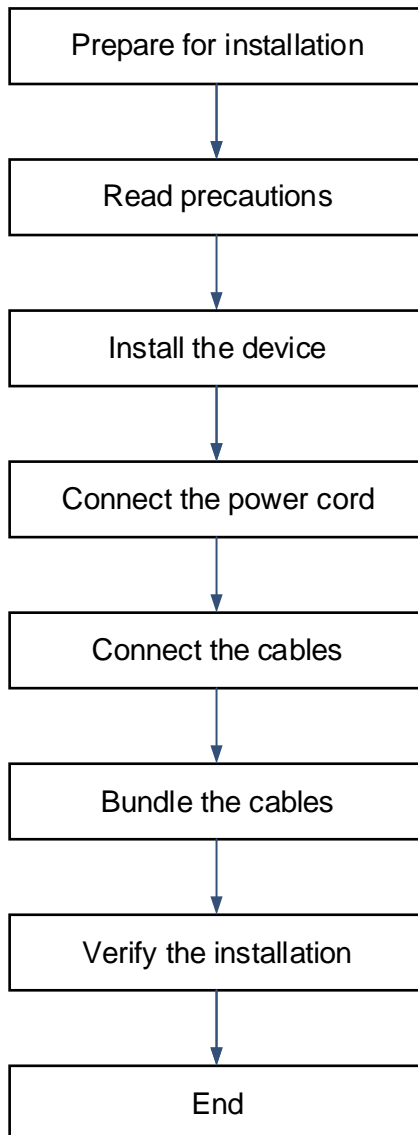 Prepare for installation
Read precautions
Install the device
Connect the power cord
Connect the cables
Bundle the cables
Verify the installation
End